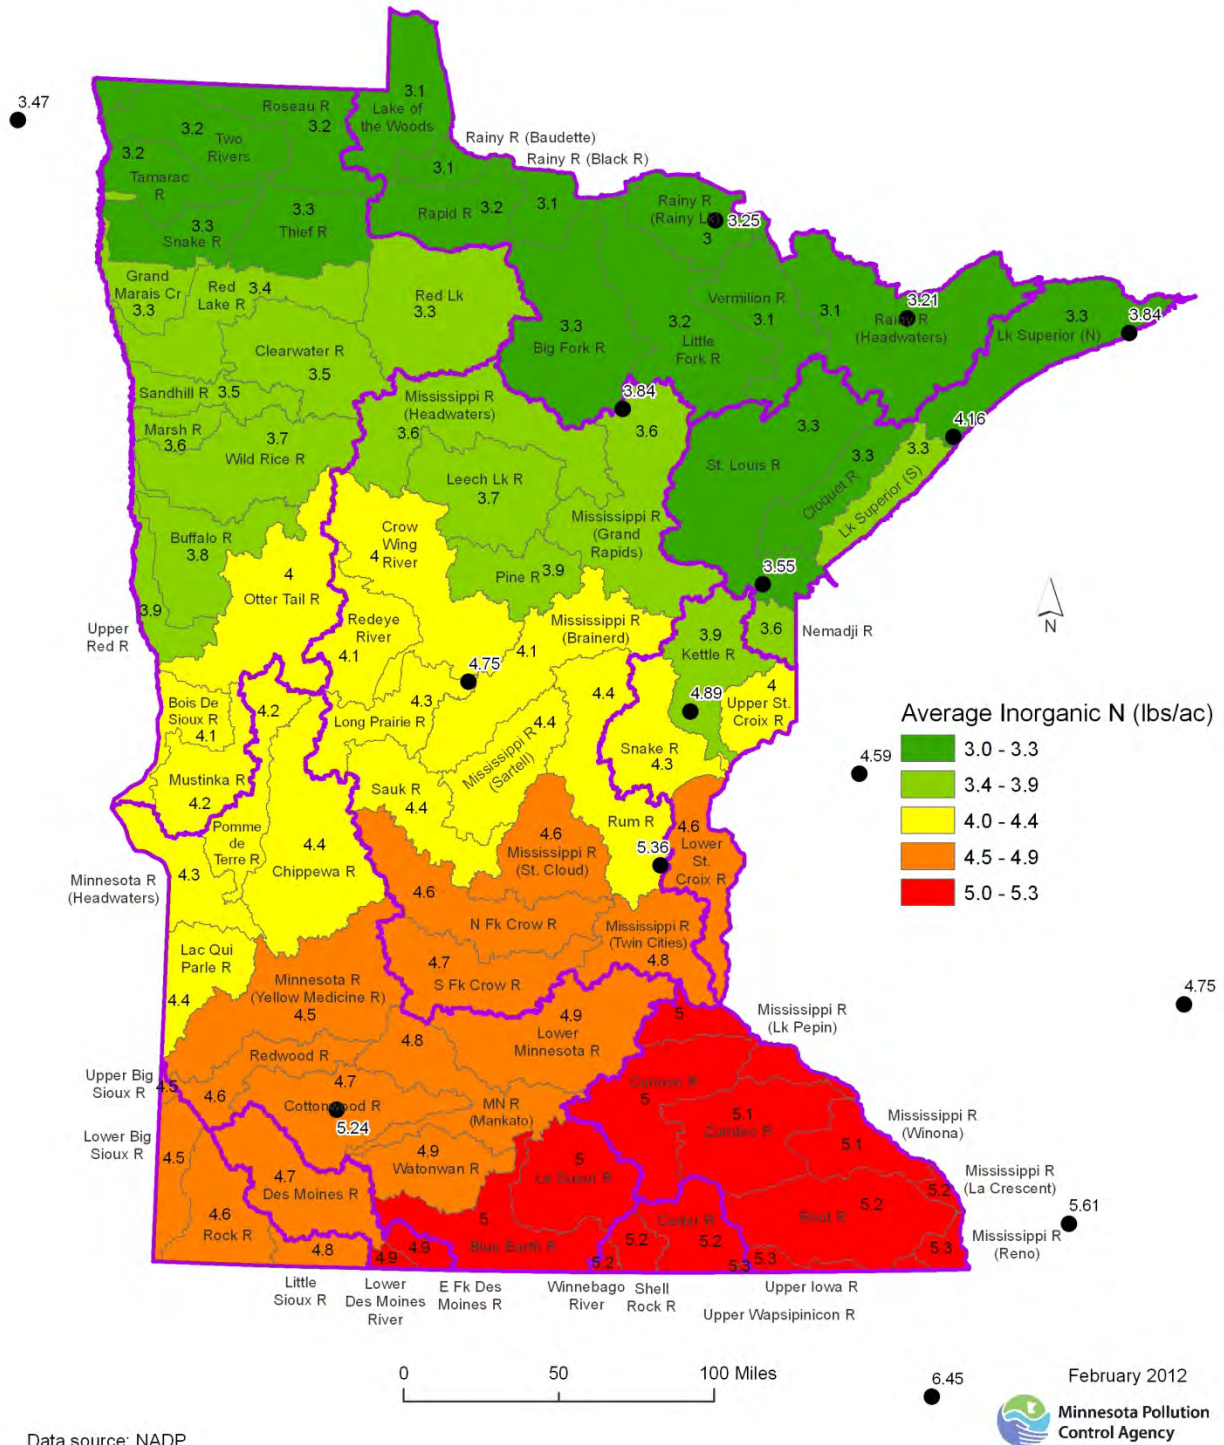 3.47
3.1
Lake of
the Woods
Roseau R
3.2
3.2
Two
Rivers
3.2
Tamarac
R
Rainy R (Baudette)
Rainy R (Black R)
3.1
3.1
Rapid R
3.2
Rainy R
(Rainy Lk)
3.25
3
3.3
Snake R
3.3
Thief R
Grand
Marais Cr
3.3
Red
Lake R
3.4
Red Lk
3.3
Vermilion R
3.1
3.1
3.21
Rainy R
(Headwaters)
3.3
Lk Superior (N)
3.84
3.3
Big Fork R
3.2
Little
Fork R
Clearwater R
3.5
Sandhill R
3.5
Mississippi R
(Headwaters)
3.6
3.84
3.6
Marsh R
3.6
3.7
Wild Rice R
3.3
St. Louis R
3.3
Cloquet R
3.3
Lk Superior (S)
4.16
Leech Lk R
3.7
Mississippi R
(Grand
Rapids)
Buffalo R
3.8
Crow
Wing
River
4
4
Otter Tail R
Pine R
3.9
3.55
3.9
Upper
Red R
Redeye
River
4.1
Mississippi R
(Brainerd)
4.1
3.9
Kettle R
3.6
Nemadji R
N
4.75
4.89
4
Upper St.
Croix R
Bois De
Sioux R
4.1
4.2
4.3
Long Prairie R
4.4
4.4
Mississippi R
(Sartell)
Snake R
4.3
4.59
Average Inorganic N (lbs/ac)
3.0 - 3.3
3.4 - 3.9
4.0 - 4.4
4.5 - 4.9
5.0 - 5.3
Mustinka R
4.2
Sauk R
4.4
Pomme
de
Terre R
4.4
Chippewa R
4.6
Mississippi R
(St. Cloud)
Rum R
5.36
4.6
Lower
St.
Croix R
Minnesota R
(Headwaters)
4.3
4.6
N Fk Crow R
Mississippi R
(Twin Cities)
4.8
Lac Qui
Parle R
4.4
4.7
S Fk Crow R
Minnesota R
(Yellow Medicine R)
4.5
4.9
Lower
Minnesota R
4.75
Mississippi R
(Lk Pepin)
5
4.8
Redwood R
4.6
Upper Big
Sioux R
4.5
4.7
Cottonwood R
5.24
MN R
(Mankato)
Cannon R
5
5.1
Zumbro R
Mississippi R
(Winona)
5.1
Lower Big
Sioux R
4.5
4.9
Watonwan R
5
Le Sueur R
Mississippi R
(La Crescent)
5.2
4.7
Des Moines R
4.6
Rock R
5
Blue Earth R
Cedar R
5.2
5.2
5.2
Root R
5.61
Mississippi R
(Reno)
5.3
4.8
4.9
4.9
5.2
5.3
5.3
Little
Sioux R
Lower
Des Moines
River
E Fk Des
Moines R
Winnebago
River
Shell
Rock R
Upper Iowa R
Upper Wapsipinicon R
0
50
100 Miles
6.45
February 2012
Minnesota Pollution
Control Agency
Data source: NADP